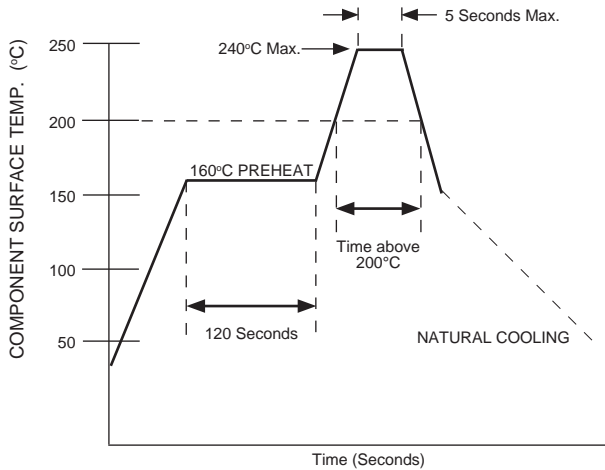 5 Seconds Max.
250
240°C Max.
200
160°C PREHEAT
150
Time above
200°C
100
120 Seconds
50
NATURAL COOLING
COMPONENT SURFACE TEMP. (°C)
Time (Seconds)